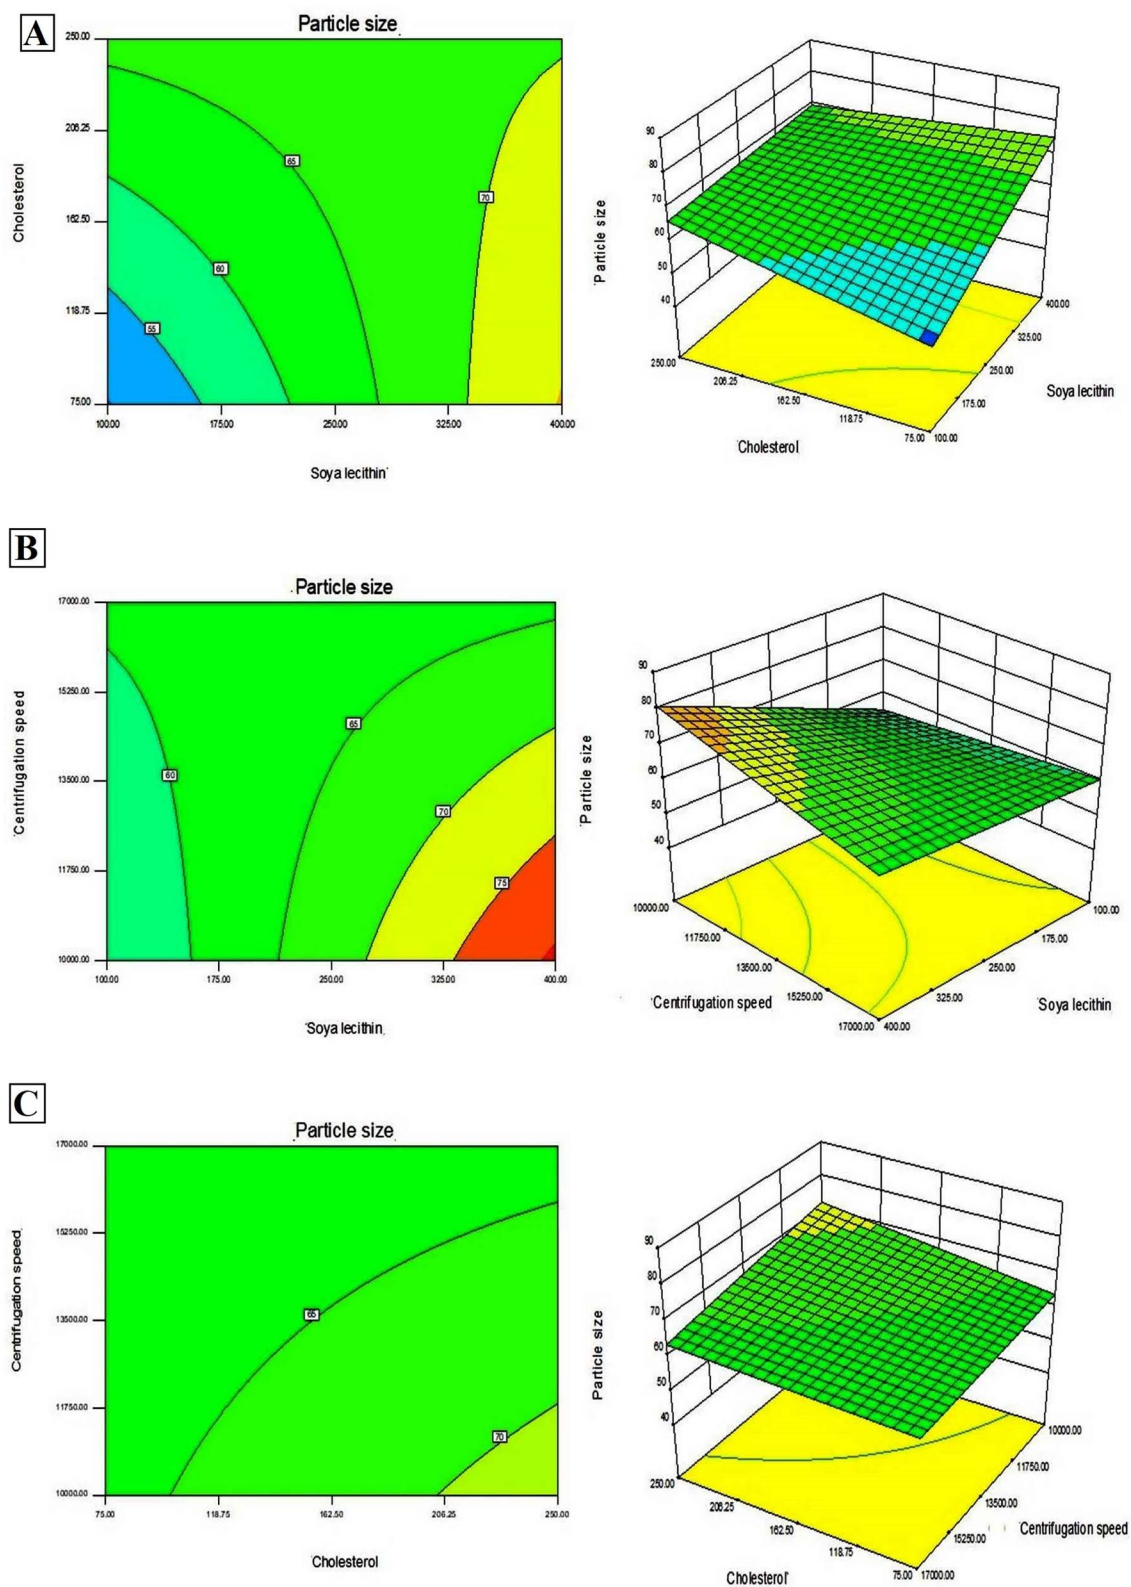 A
Particle size
250.00
206.25
162.50
118.75
75.00
Cholesterol
65
70
60
55
100.00 175.00 250.00 325.00 400.00
Soya lecithin
90
80
70
60
50
40
Particle size
250.00 206.25 162.50 118.75 75.00
Cholesterol
100.00 175.00 250.00 325.00 400.00
Soya lecithin
B
Particle size
17000.00
15250.00
13500.00
11750.00
10000.00
Centrifugation speed
65
60
70
75
100.00 175.00 250.00 325.00 400.00
Soya lecithin
90
80
70
60
50
40
Particle size
10000.00 11750.00 13500.00 15250.00 17000.00
Centrifugation speed
400.00 325.00 250.00 175.00 100.00
Soya lecithin
C
Particle size
17000.00
15250.00
13500.00
11750.00
10000.00
Centrifugation speed
65
70
75.00 118.75 162.50 206.25 250.00
Cholesterol
90
80
70
60
50
40
Particle size
250.00 206.25 162.50 118.75 75.00
Cholesterol
17000.00 15250.00 13500.00 11750.00 10000.00
Centrifugation speed